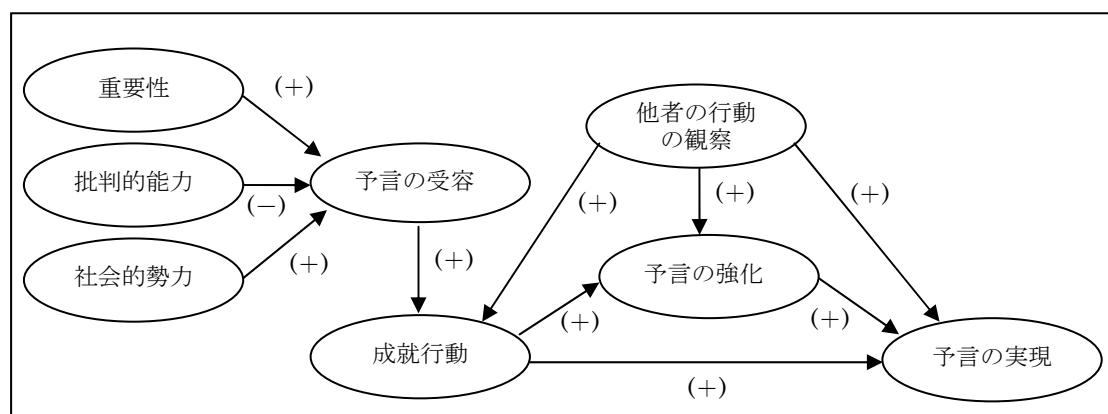 重要性
(+)
他者の行動
の観察
批判的能力
(−)
予言の受容
(+)
(+)
(+)
社会的勢力
(+)
(+)
予言の強化
成就行動
(+)
(+)
予言の実現
(+)